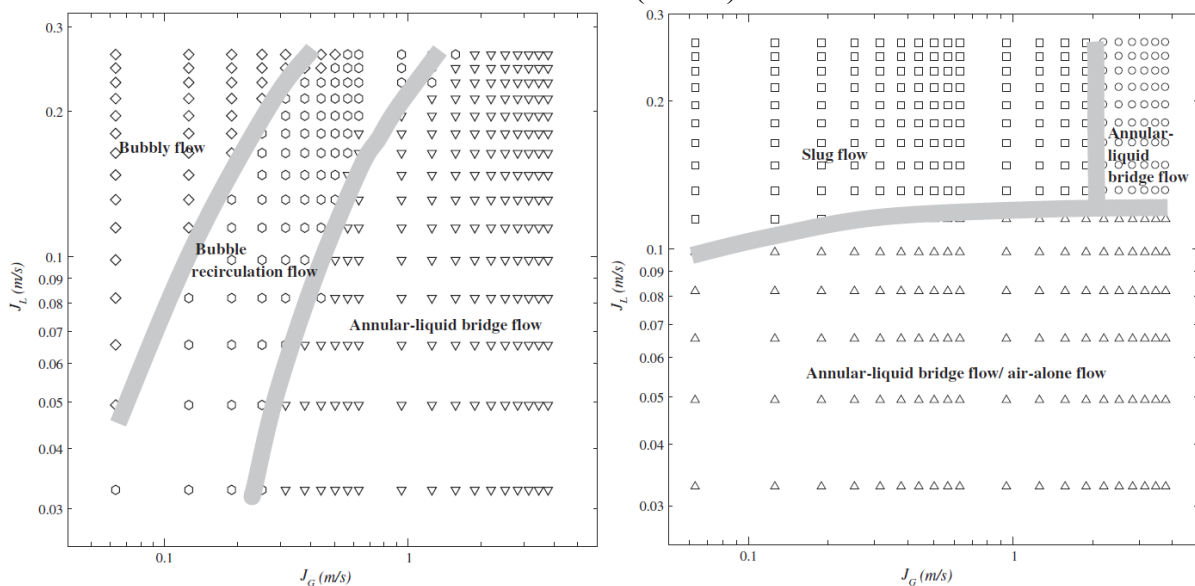 0.3
0.2
0.1
0.09
0.08
0.07
0.06
0.05
0.04
0.03
J_L (m/s)
Bubbly flow
Bubble
recirculation flow
Annular-liquid bridge flow
0.1
1
J_G (m/s)
0.3
0.2
0.1
0.09
0.08
0.07
0.06
0.05
0.04
0.03
J_L (m/s)
Slug flow
Annular-
liquid
bridge flow
Annular-liquid bridge flow/ air-alone flow
0.1
1
J_G (m/s)